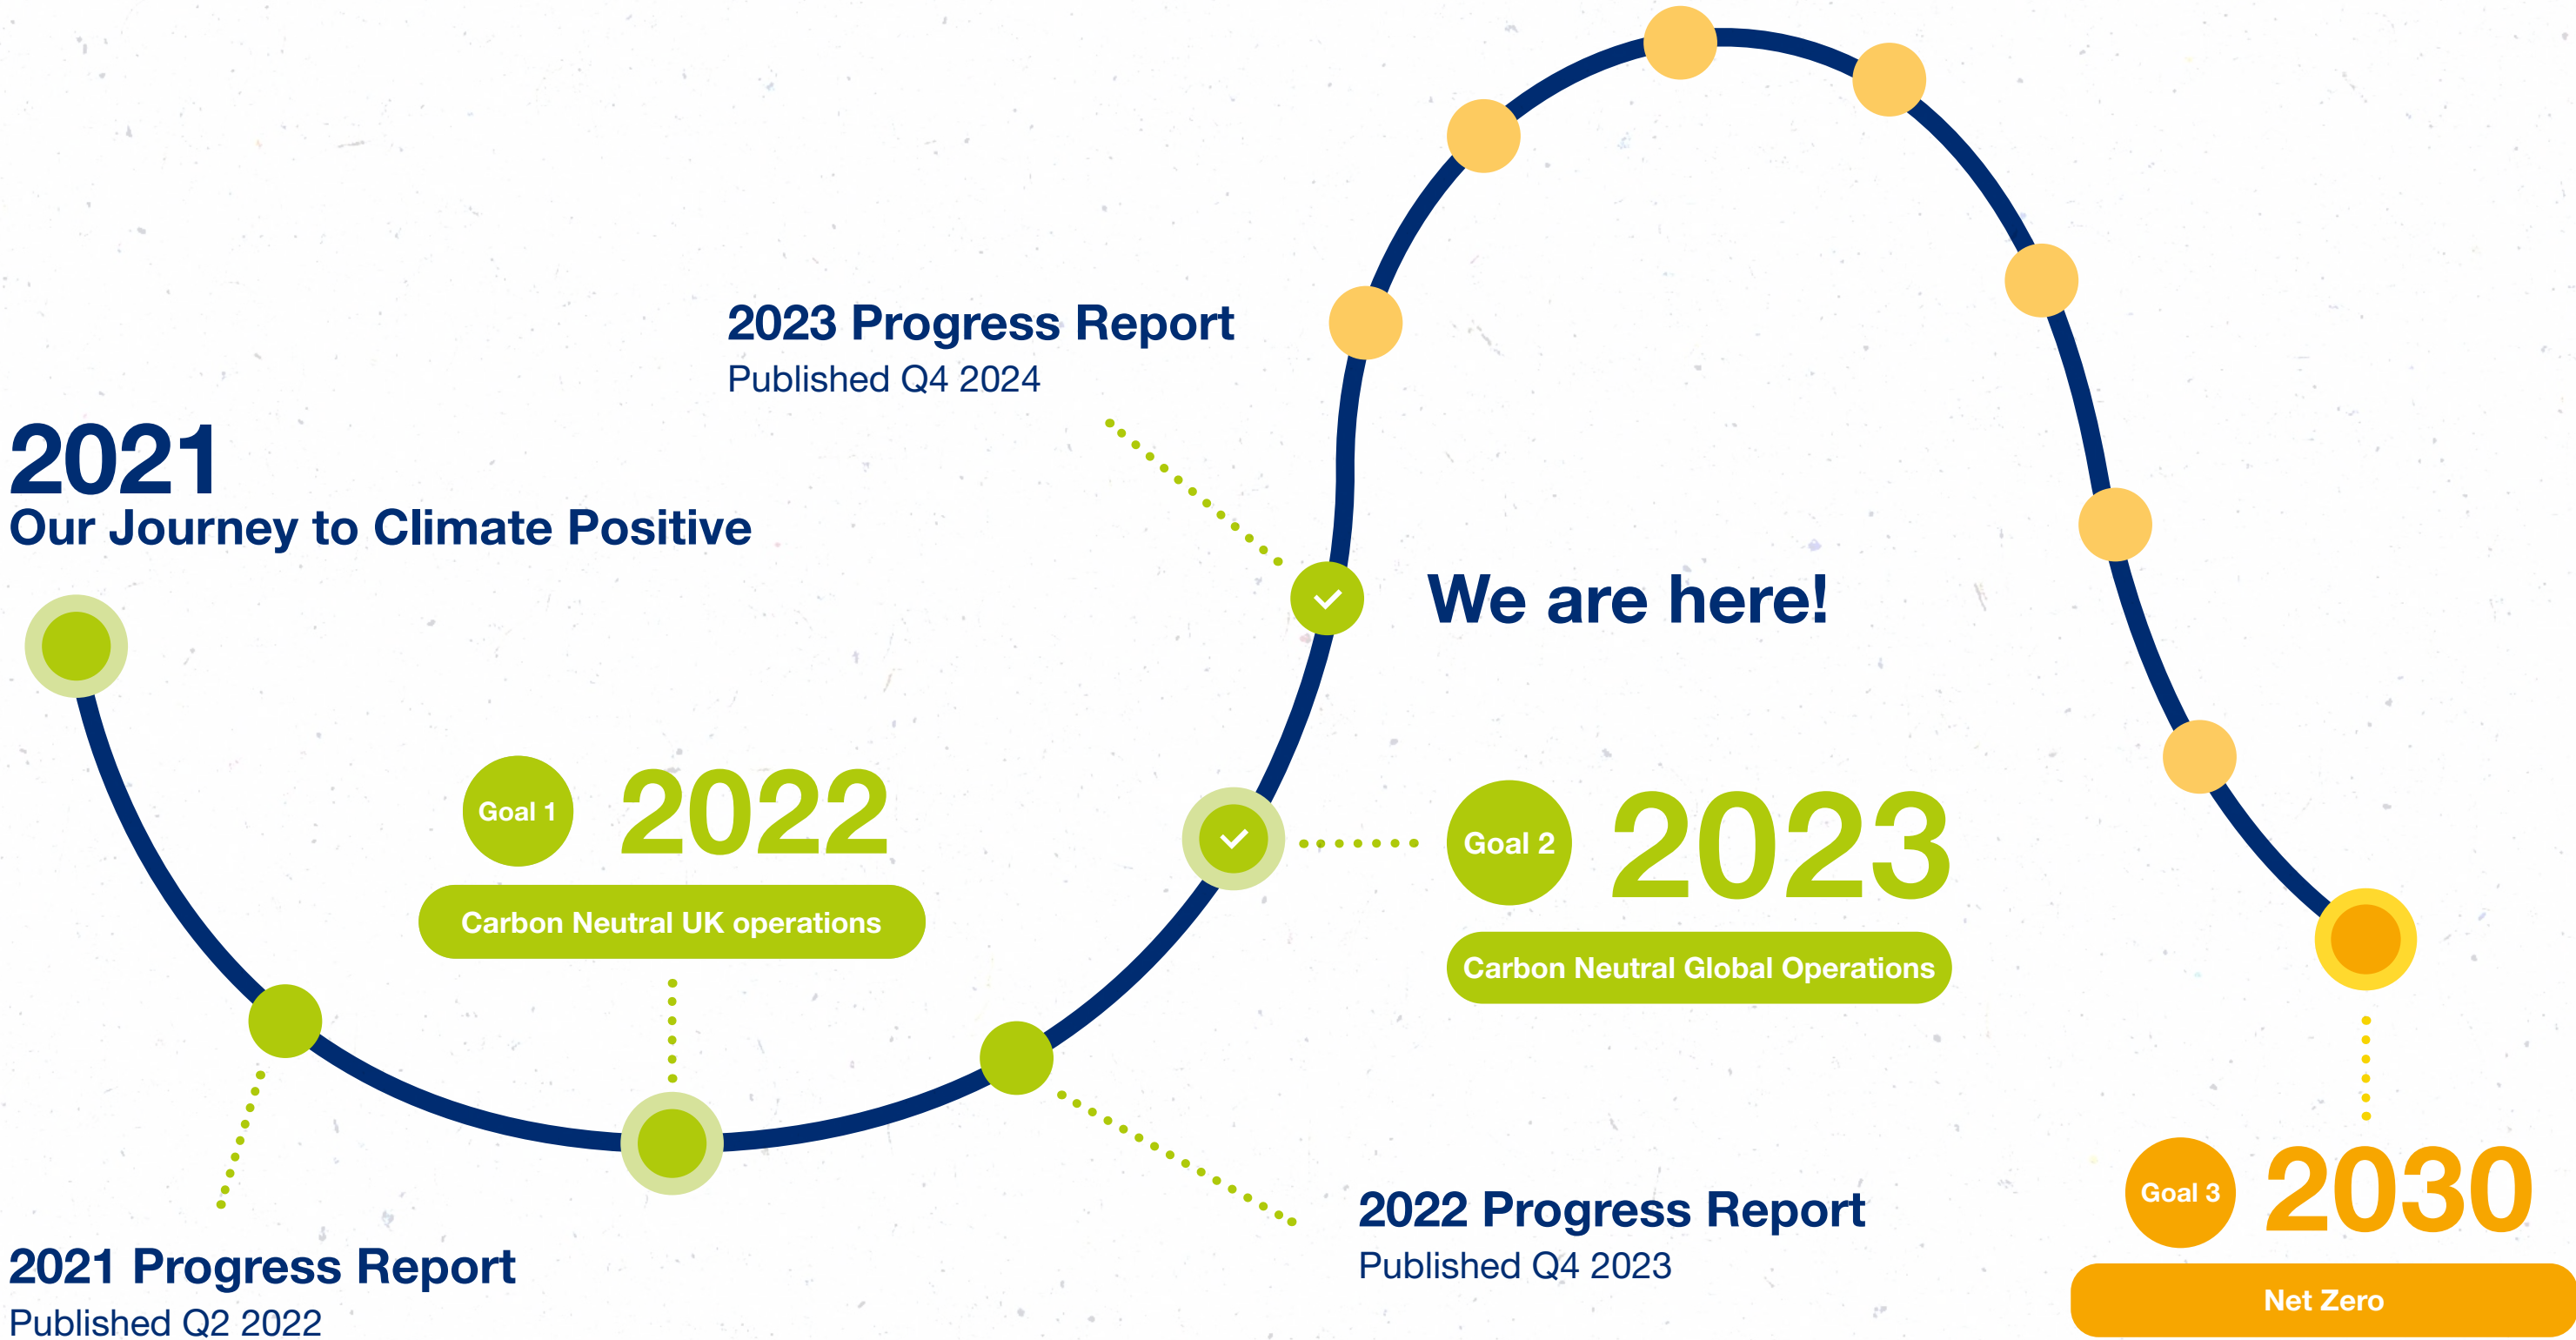 2021
Our Journey to Climate Positive
2021 Progress Report
Published Q2 2022
Goal 1
2022
Carbon Neutral UK operations
2022 Progress Report
Published Q4 2023
Goal 2
2023
Carbon Neutral Global Operations
2023 Progress Report
Published Q4 2024
We are here!
Goal 3
2030
Net Zero